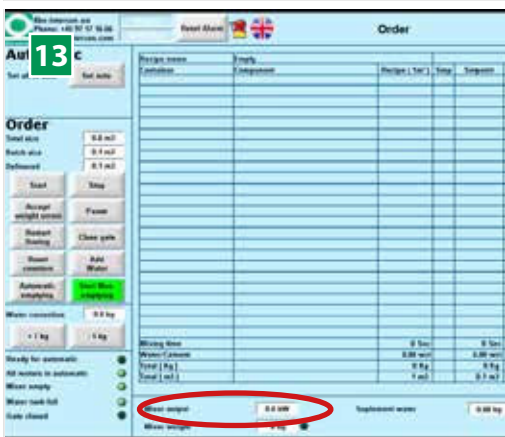 Reset Alarm
Order
13
Set auto
Recipe name Empty
Container Component Recipe ( 1m³ ) Step Setpoint
Order
Total size 0.0 m3
Batch size 0.1 m3
Delivered 0.1 m3
Start Stop
Accept weight error Pause
Restart Close gate
Reset Add Water
Automatic emptying Start Man. emptying
Water correction 0.0 kg
+ 1 kg - 1 kg
Ready for automatic
All motors in automatic
Mixer empty
Water tank full
Gate closed
Mixing time 0 Sec 0 Sec
Water/Cement 0.00 w/c 0.00 w/c
Total [ Kg ] 0 Kg 0 Kg
Total [ m3 ] 1 m3 0.1 m3
Mixer output 0.0 kW Suplement water 0.00 kg
Mixer weight 0 kg